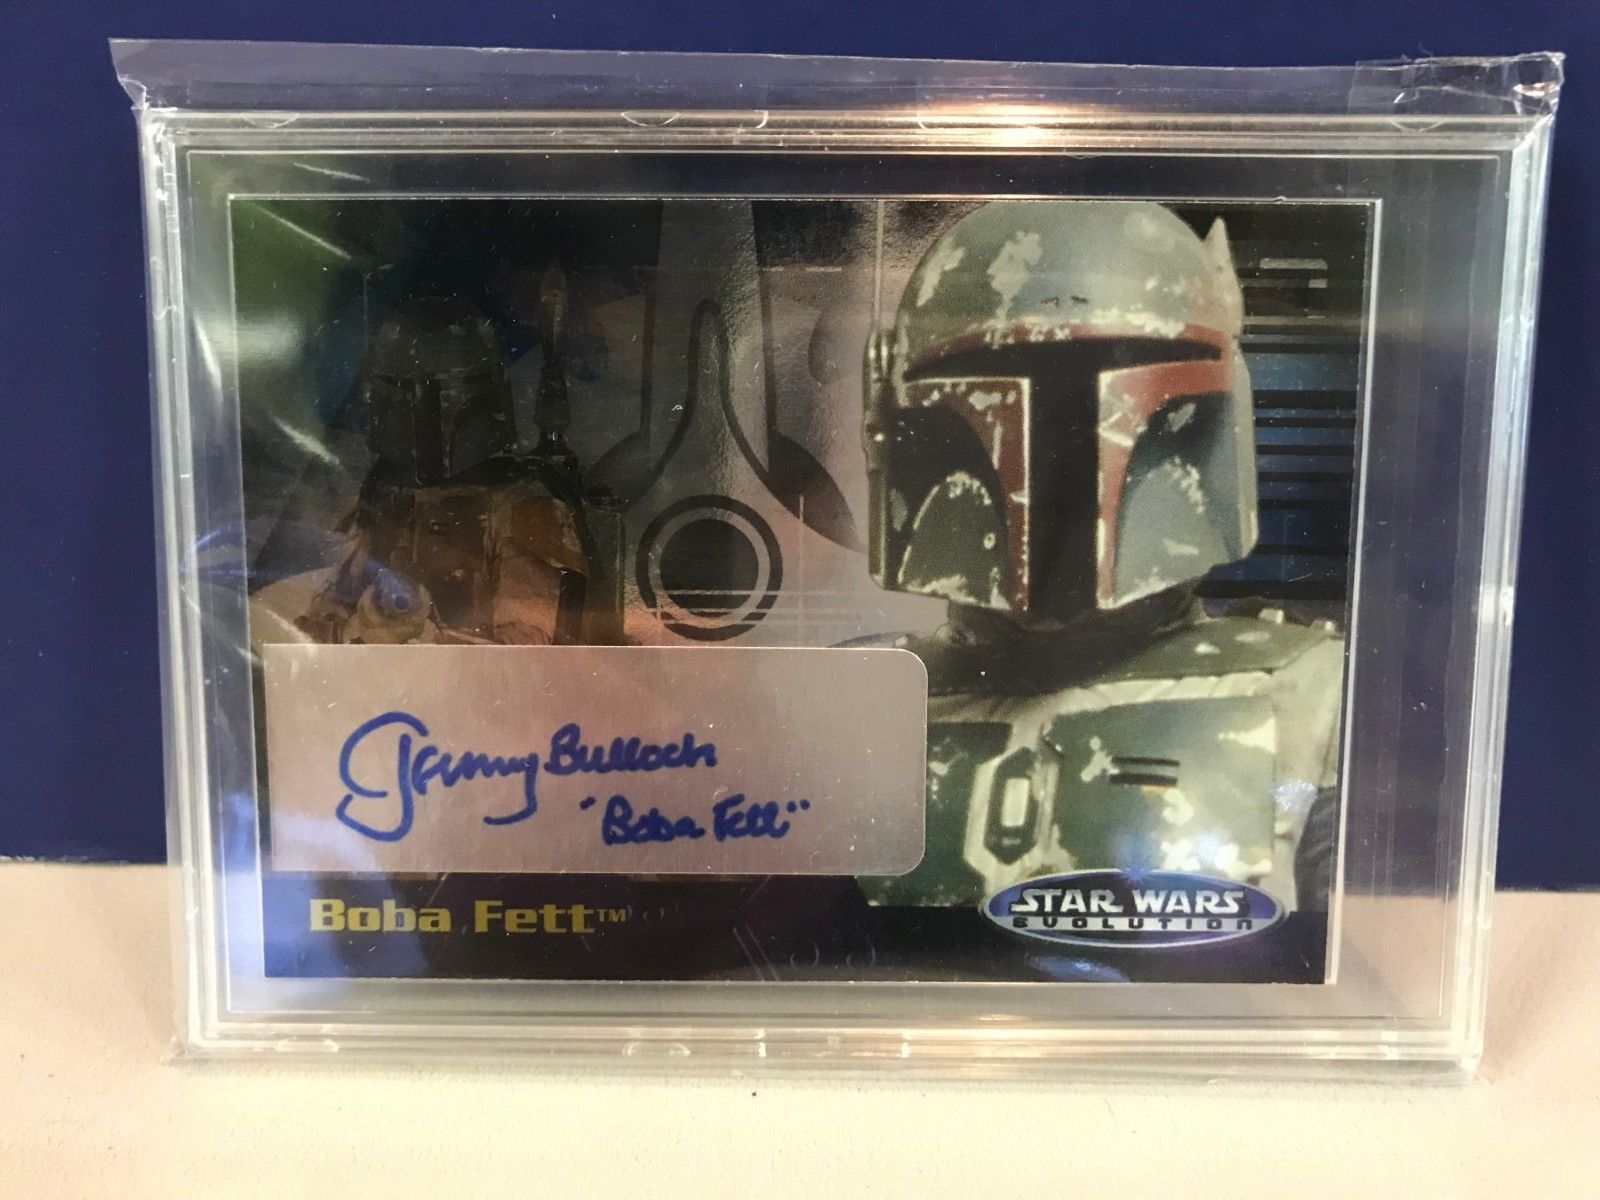 Jeremy Bulloch
"Boba Fett"
Boba Fett™
STAR WARS
EVOLUTION